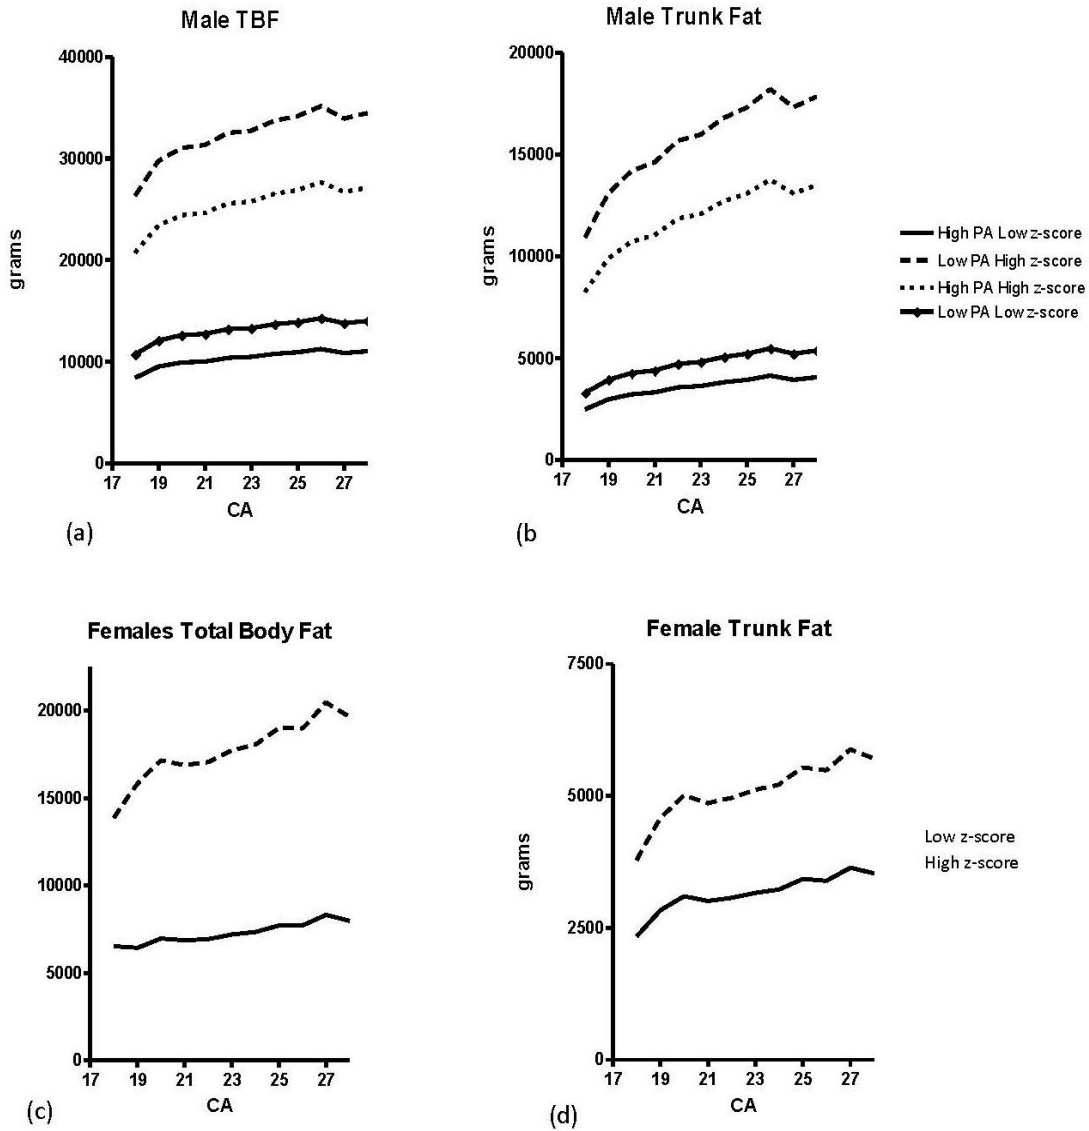 Male TBF
40000
30000
20000
10000
0
grams
17 19 21 23 25 27
CA
(a)
Male Trunk Fat
20000
15000
10000
5000
0
grams
17 19 21 23 25 27
CA
(b)
High PA Low z-score
Low PA High z-score
High PA High z-score
Low PA Low z-score
Females Total Body Fat
20000
15000
10000
5000
0
grams
17 19 21 23 25 27
CA
(c)
Female Trunk Fat
7500
5000
2500
0
grams
17 19 21 23 25 27
CA
(d)
Low z-score
High z-score